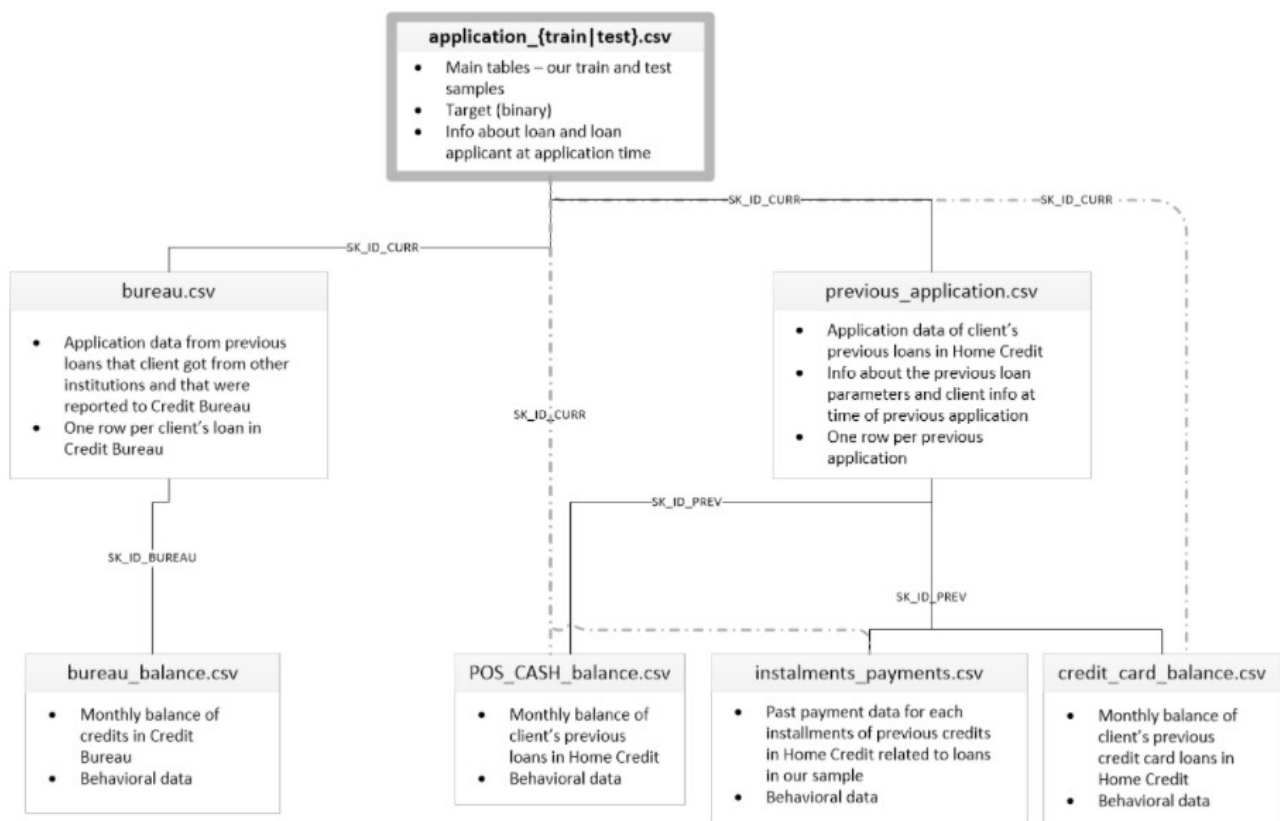 application_{train|test}.csv
• Main tables – our train and test
samples
• Target (binary)
• Info about loan and loan
applicant at application time
SK_ID_CURR
SK_ID_CURR
SK_ID_CURR
bureau.csv
• Application data from previous
loans that client got from other
institutions and that were
reported to Credit Bureau
• One row per client's loan in
Credit Bureau
previous_application.csv
• Application data of client's
previous loans in Home Credit
• Info about the previous loan
parameters and client info at
time of previous application
• One row per previous
application
SK_ID_CURR
SK_ID_PREV
SK_ID_BUREAU
SK_ID_PREV
bureau_balance.csv
• Monthly balance of
credits in Credit
Bureau
• Behavioral data
POS_CASH_balance.csv
• Monthly balance of
client's previous
loans in Home Credit
• Behavioral data
instalments_payments.csv
• Past payment data for each
installments of previous credits
in Home Credit related to loans
in our sample
• Behavioral data
credit_card_balance.csv
• Monthly balance of
client's previous
credit card loans in
Home Credit
• Behavioral data